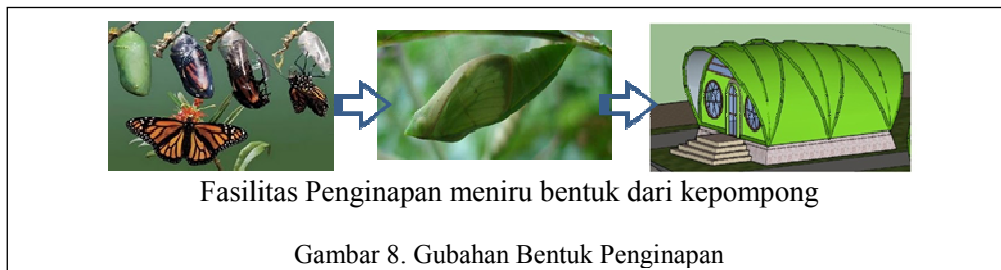 Fasilitas Penginapan meniru bentuk dari kepompong
Gambar 8. Gubahan Bentuk Penginapan